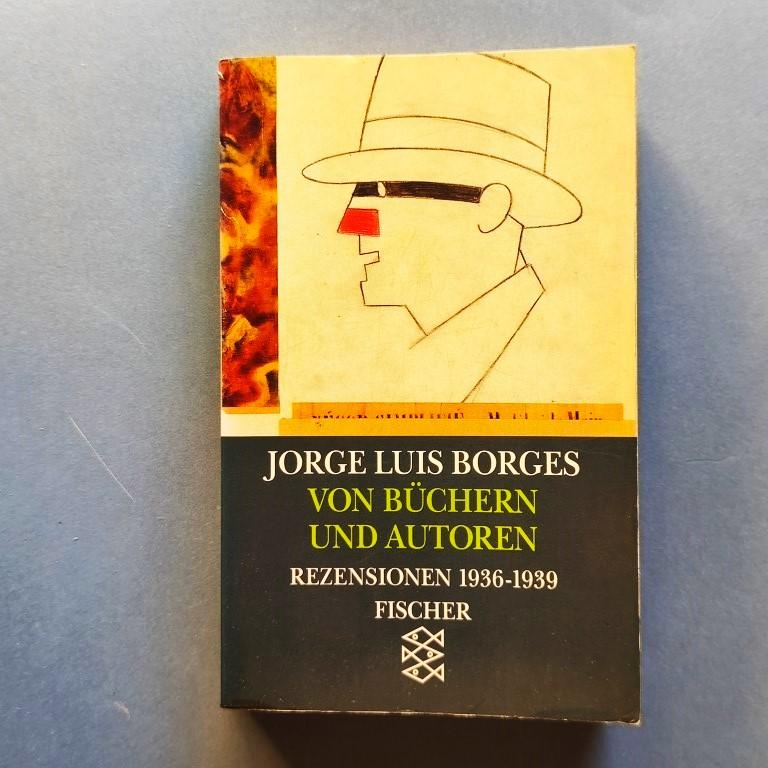 JORGE LUIS BORGES
VON BÜCHERN
UND AUTOREN
REZENSIONEN 1936-1939
FISCHER